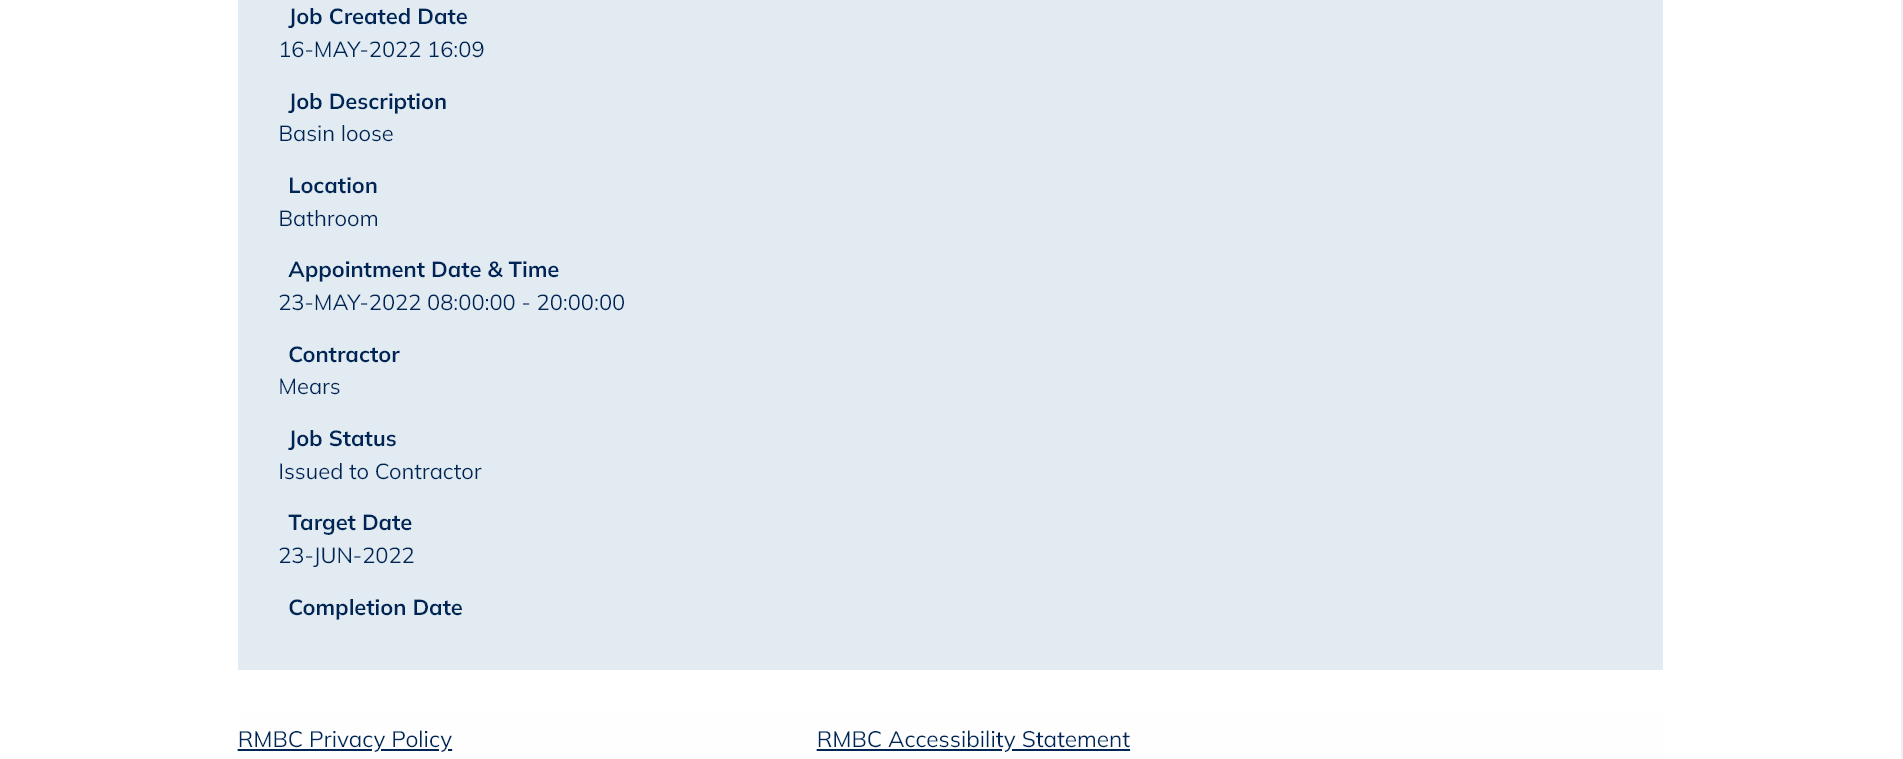 Job Created Date
16-MAY-2022 16:09
Job Description
Basin loose
Location
Bathroom
Appointment Date & Time
23-MAY-2022 08:00:00 - 20:00:00
Contractor
Mears
Job Status
Issued to Contractor
Target Date
23-JUN-2022
Completion Date
RMBC Privacy Policy
RMBC Accessibility Statement